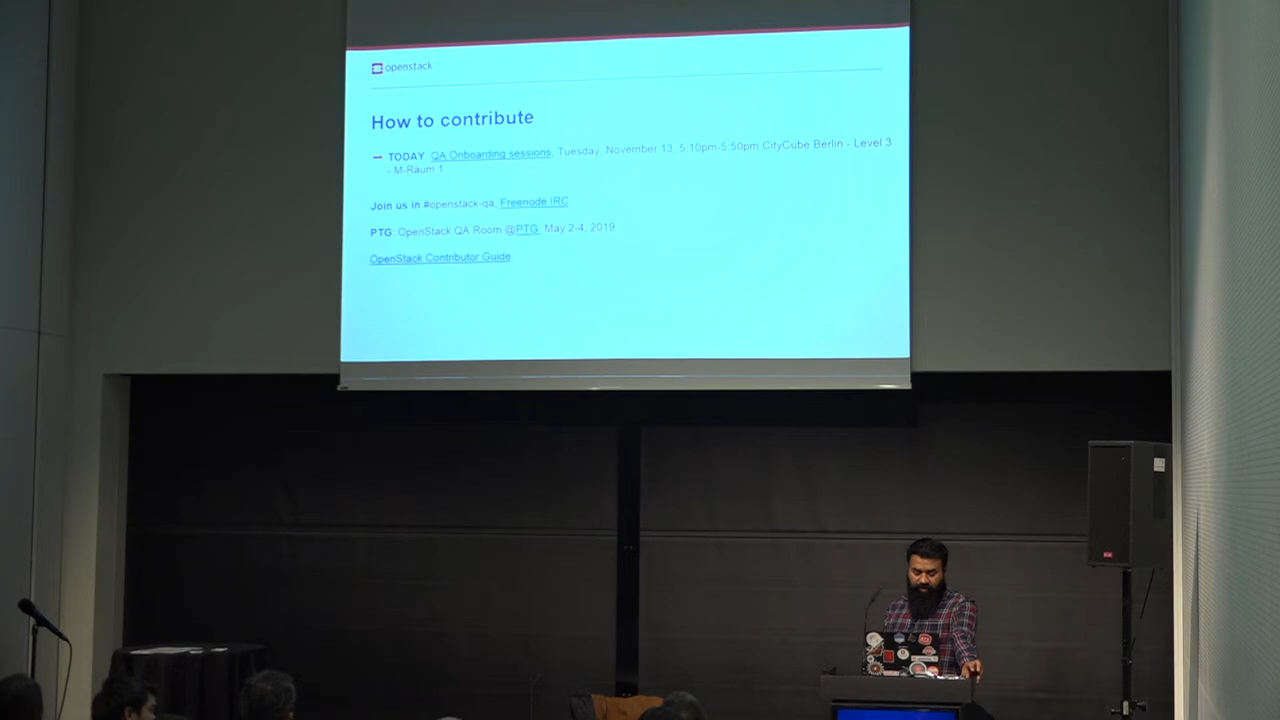 openstack
How to contribute
— TODAY: QA Onboarding sessions, Tuesday, November 13, 5:10pm-5:50pm CityCube Berlin - Level 3
- M-Räum 1
Join us in #openstack-qa, Freenode IRC.
PTG: OpenStack QA Room @PTG May 2-4, 2019
OpenStack Contributor Guide.